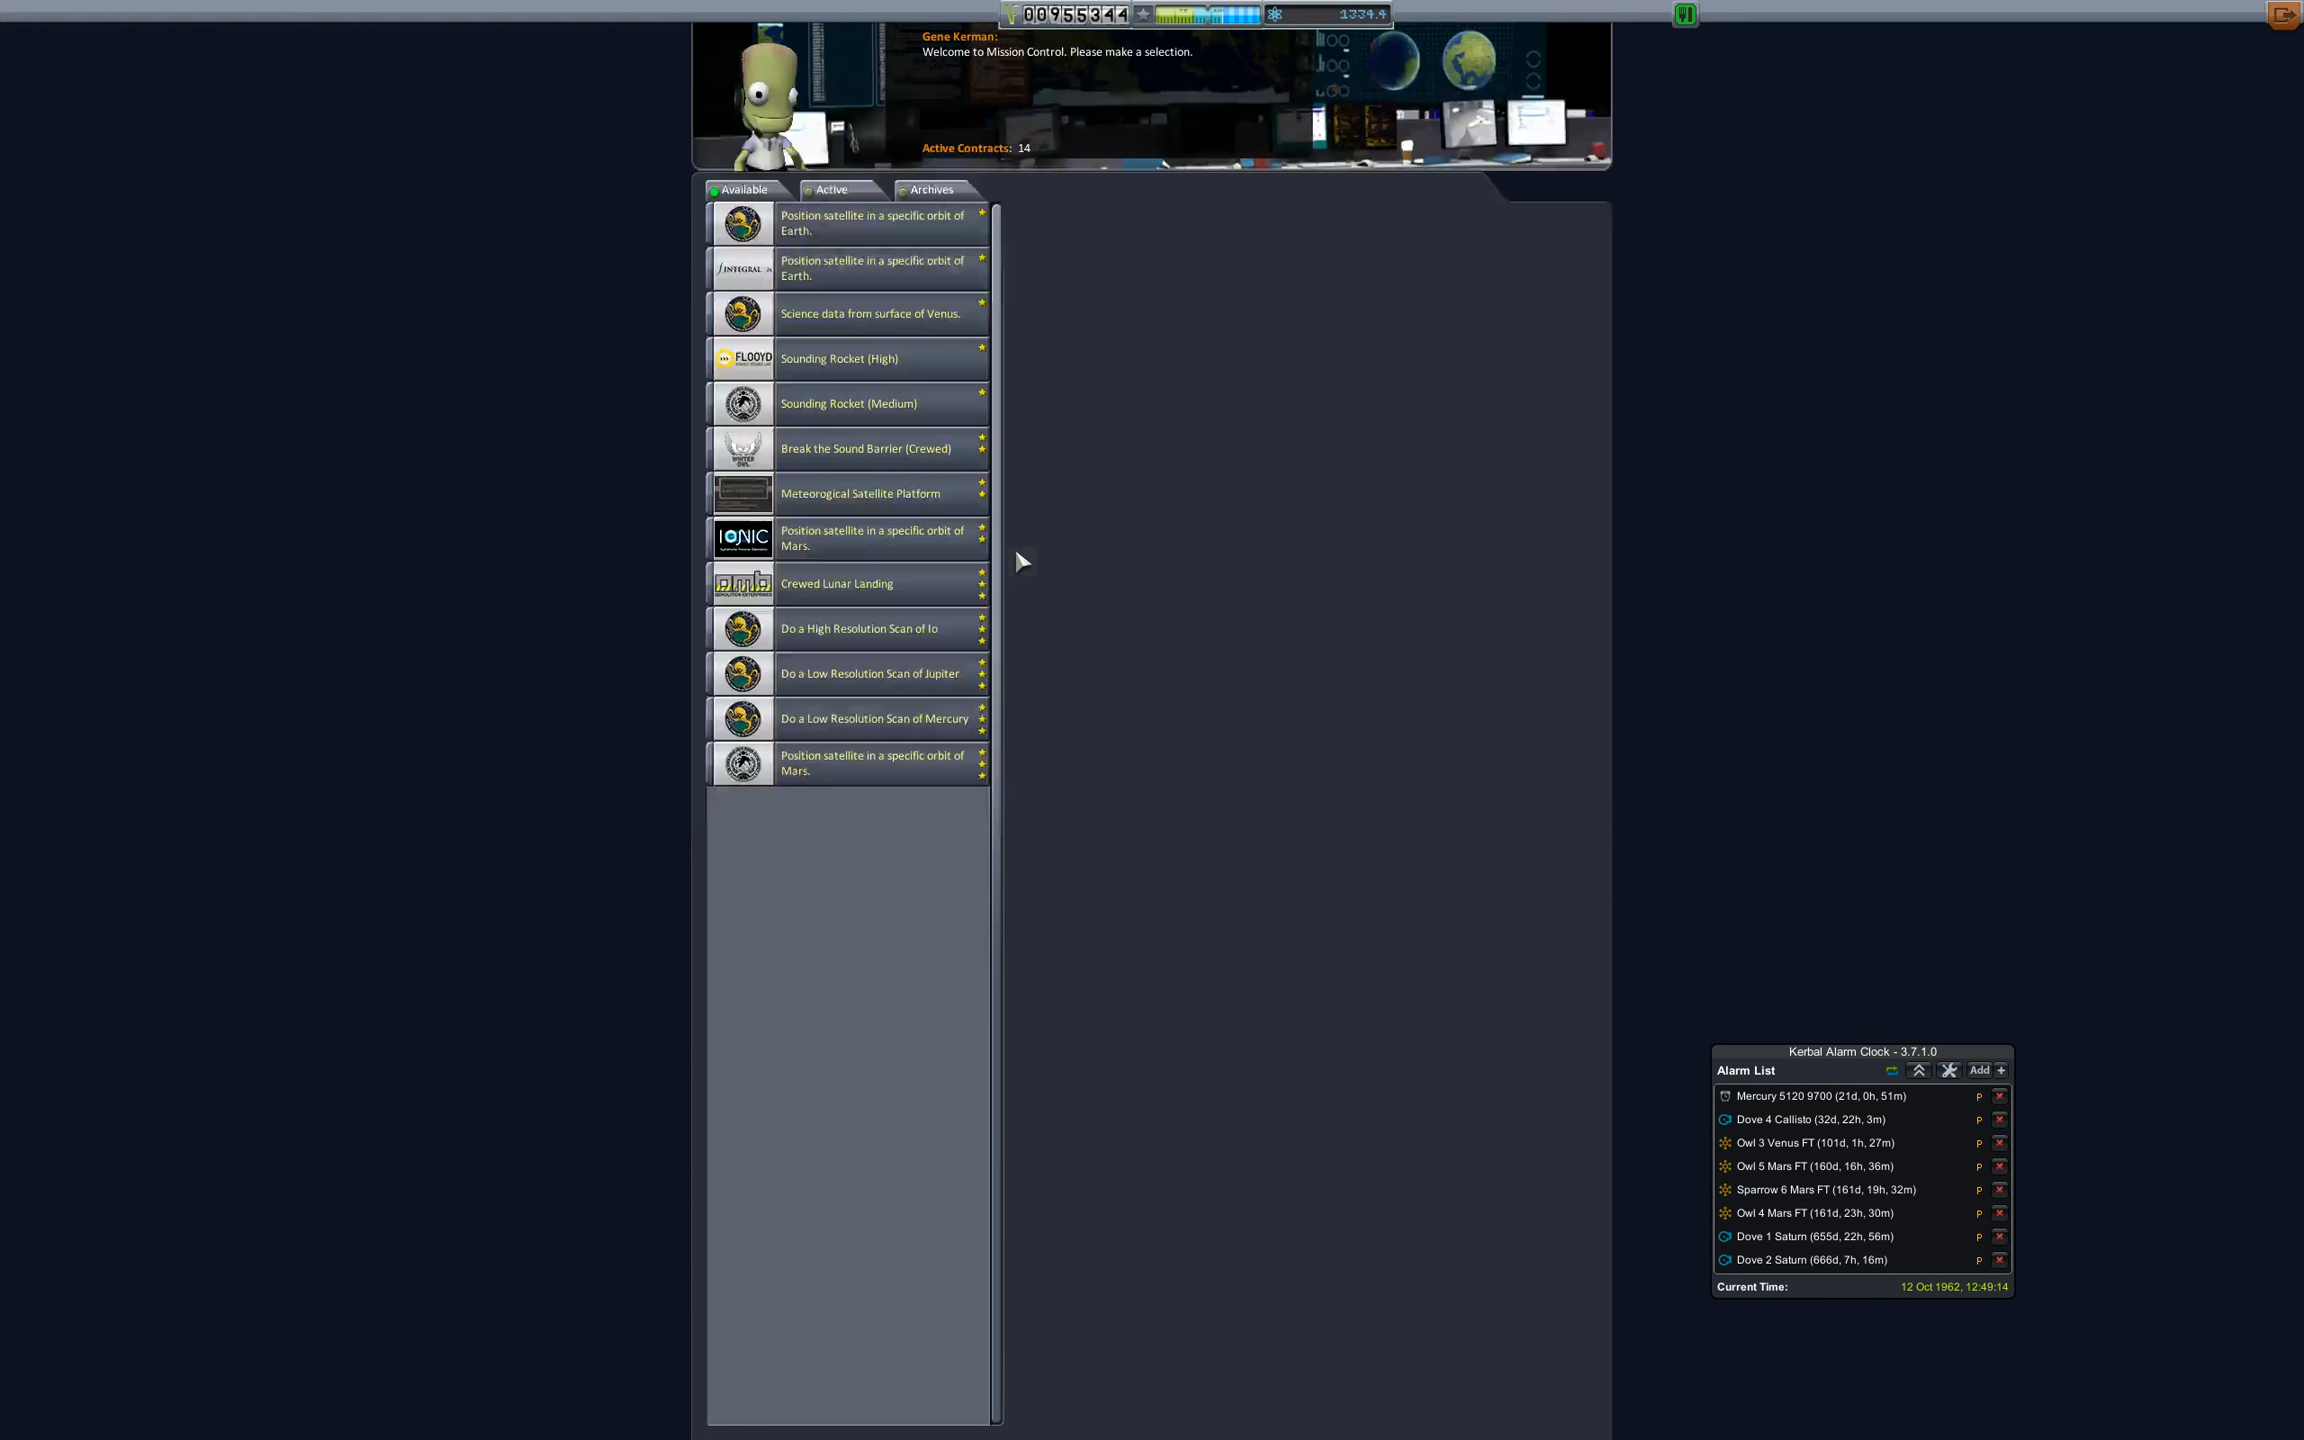 00955344
1334.4
Gene Kerman:
Welcome to Mission Control. Please make a selection.
Active Contracts: 14
Available
Active
Archives
Position satellite in a specific orbit of
Earth.
INTEGRAL
Position satellite in a specific orbit of
Earth.
Science data from surface of Venus.
FLOOYD
Sounding Rocket (High)
Sounding Rocket (Medium)
Break the Sound Barrier (Crewed)
Meteorogical Satellite Platform
IONIC
Position satellite in a specific orbit of
Mars.
Crewed Lunar Landing
Do a High Resolution Scan of Io
Do a Low Resolution Scan of Jupiter
Do a Low Resolution Scan of Mercury
Position satellite in a specific orbit of
Mars.
Kerbal Alarm Clock - 3.7.1.0
Alarm List
Add +
Mercury 5120 9700 (21d, 0h, 51m) P
Dove 4 Callisto (32d, 22h, 3m) P
Owl 3 Venus FT (101d, 1h, 27m) P
Owl 5 Mars FT (160d, 16h, 36m) P
Sparrow 6 Mars FT (161d, 19h, 32m) P
Owl 4 Mars FT (161d, 23h, 30m) P
Dove 1 Saturn (655d, 22h, 56m) P
Dove 2 Saturn (666d, 7h, 16m) P
Current Time: 12 Oct 1962, 12:49:14